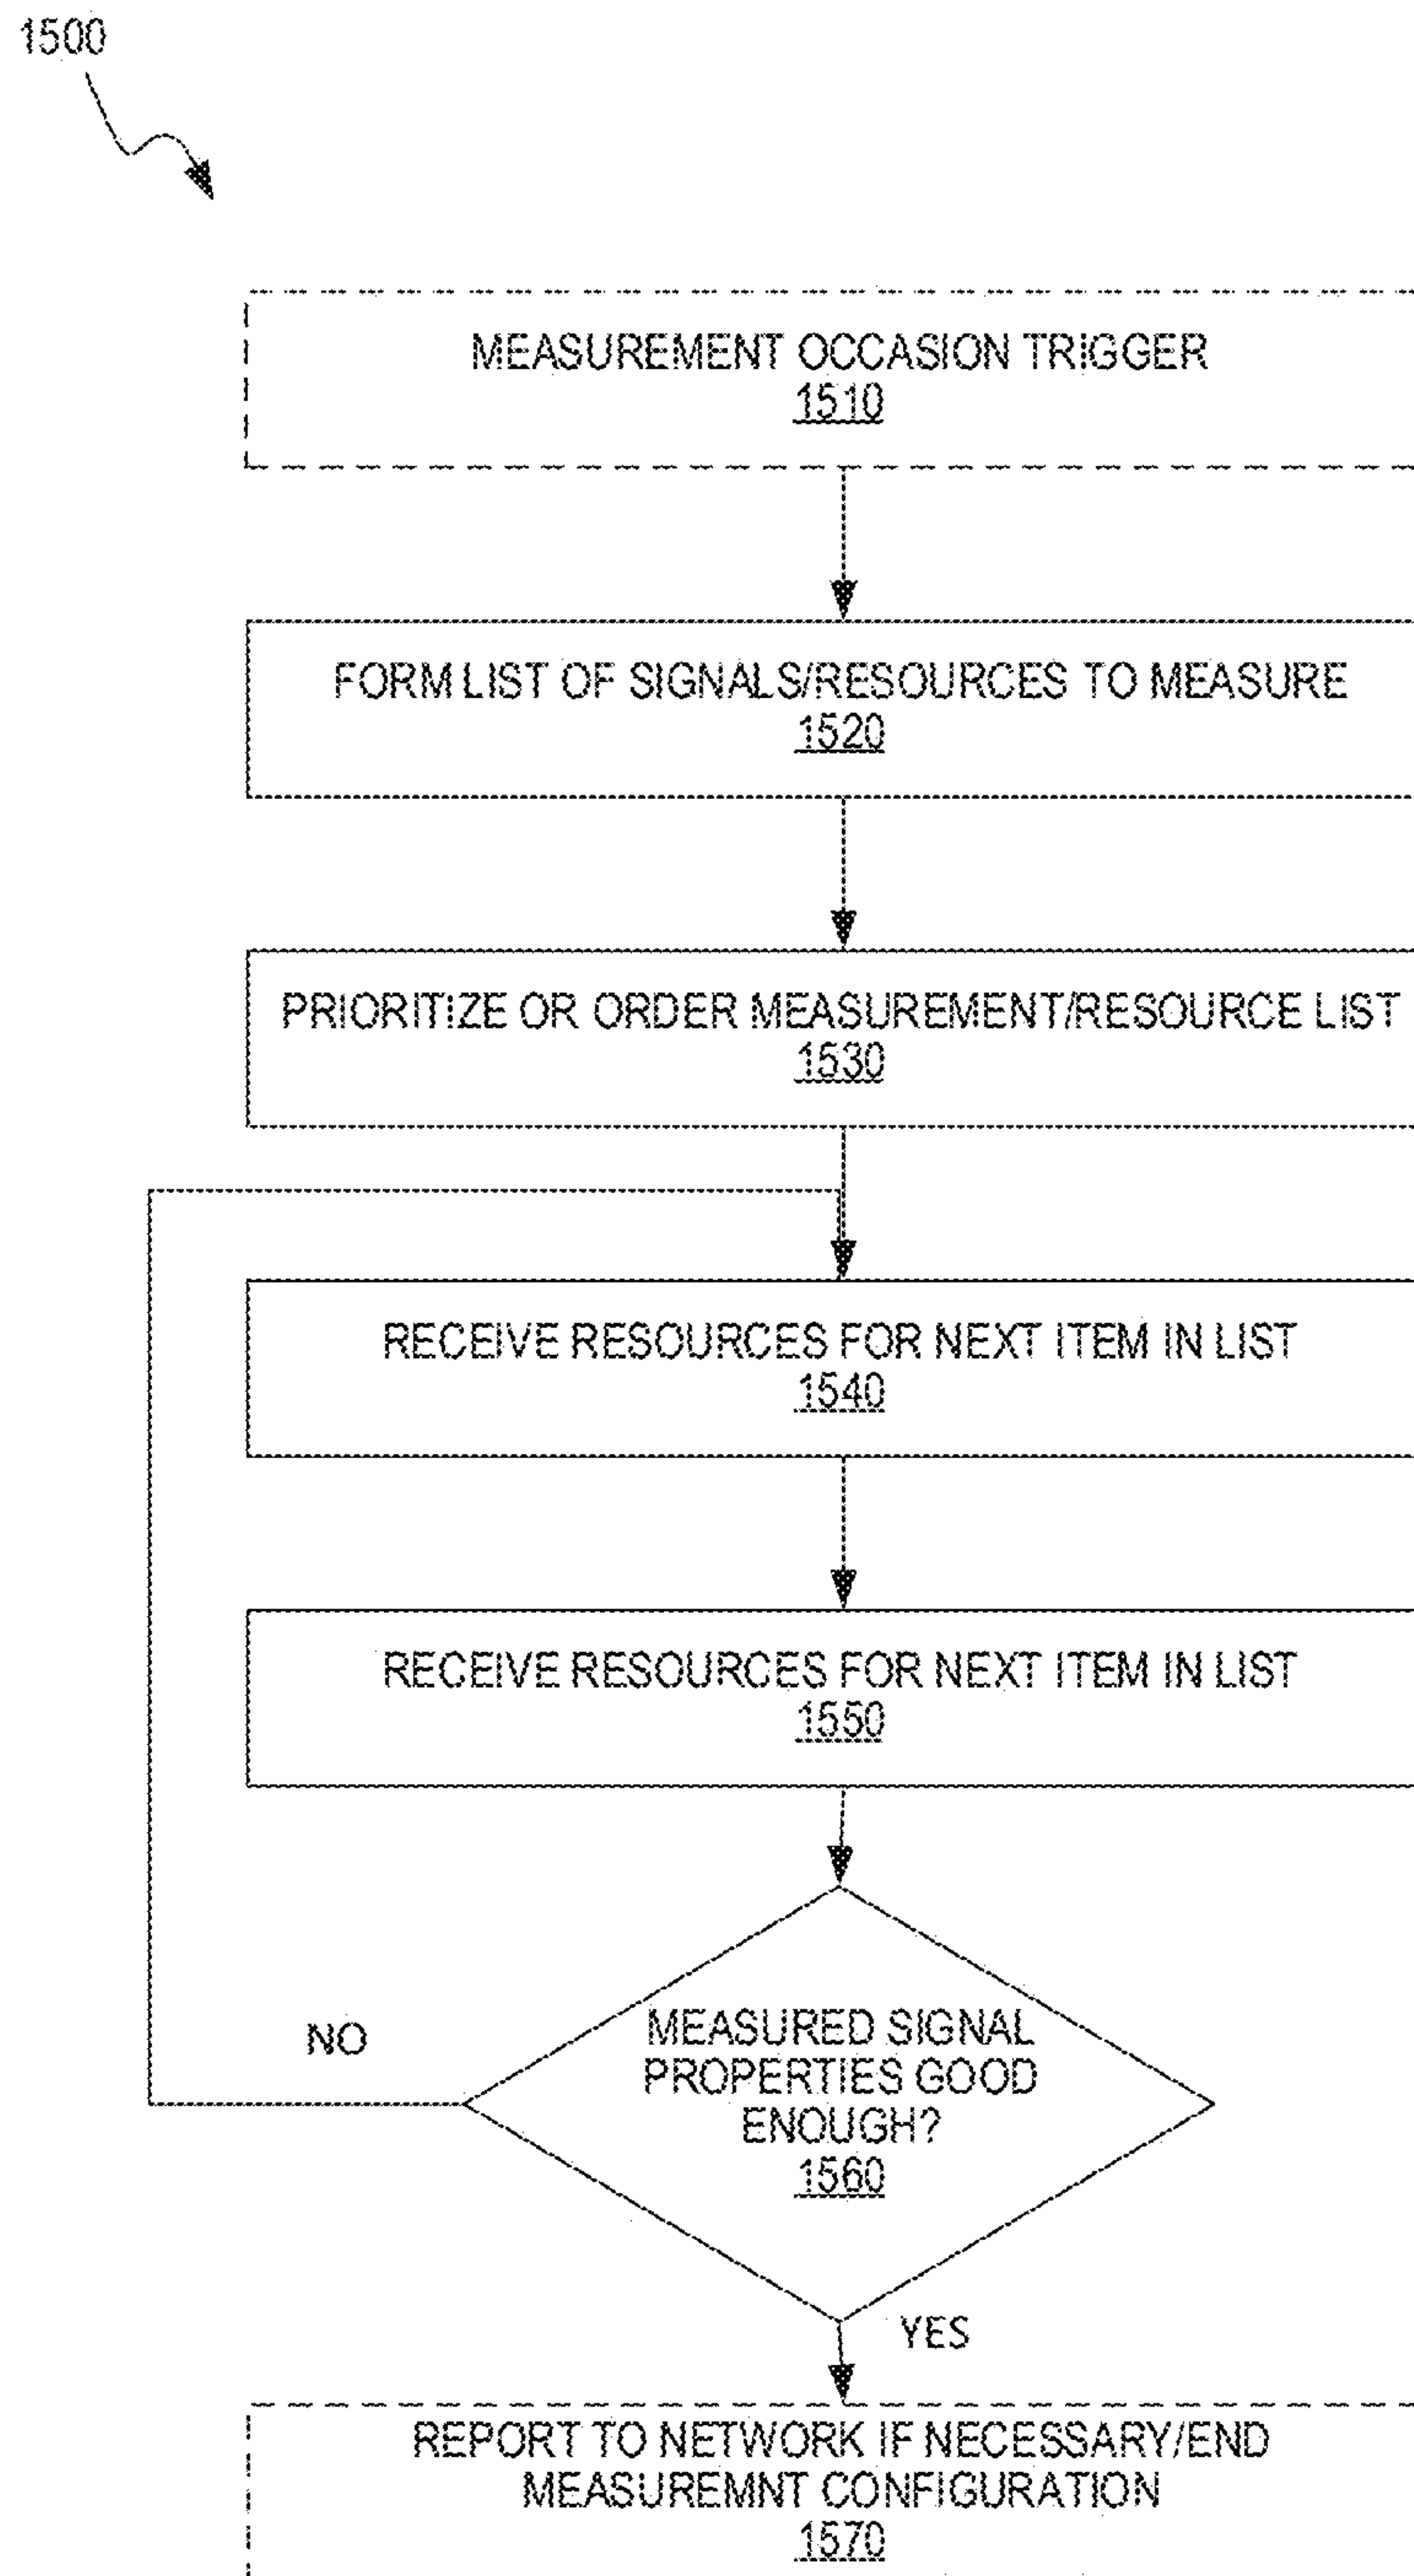 1500
MEASUREMENT OCCASION TRIGGER
1510
FORM LIST OF SIGNALS/RESOURCES TO MEASURE
1520
PRIORITIZE OR ORDER MEASUREMENT/RESOURCE LIST
1530
RECEIVE RESOURCES FOR NEXT ITEM IN LIST
1540
RECEIVE RESOURCES FOR NEXT ITEM IN LIST
1550
MEASURED SIGNAL
PROPERTIES GOOD
ENOUGH?
1560
NO
YES
REPORT TO NETWORK IF NECESSARY/END
MEASUREMNT CONFIGURATION
1570